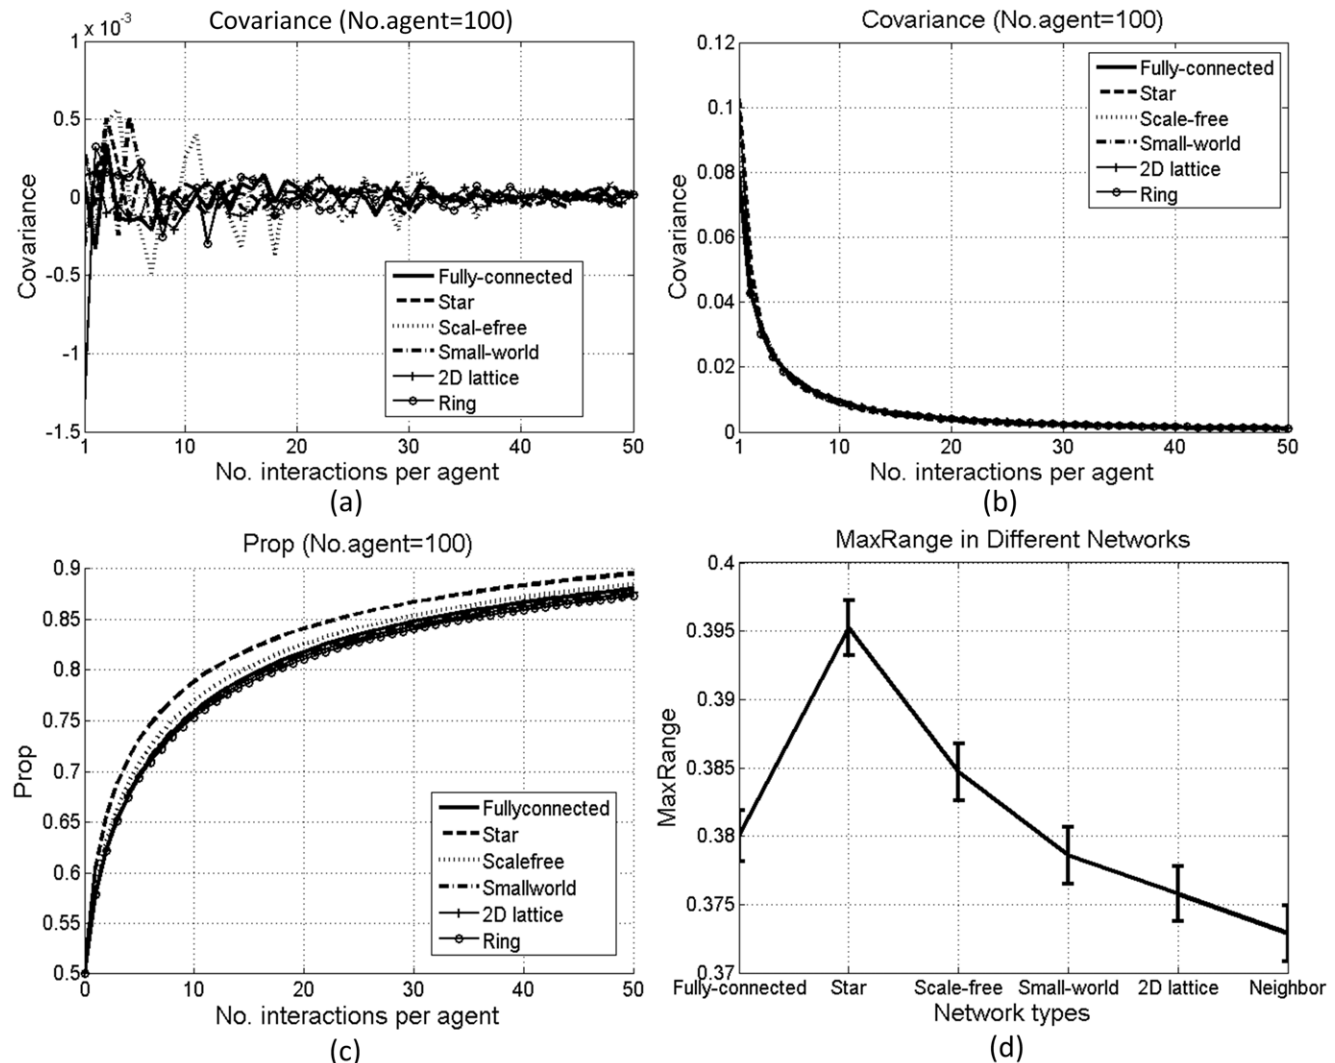 Covariance (No.agent=100)
1 x 10⁻³
1
0.5
0
-0.5
-1
-1.5
Covariance
Fully-connected
Star
Scal-efree
Small-world
2D lattice
Ring
1 10 20 30 40 50
No. interactions per agent
(a)
Covariance (No.agent=100)
0.12
0.1
0.08
0.06
0.04
0.02
0
Covariance
Fully-connected
Star
Scale-free
Small-world
2D lattice
Ring
1 10 20 30 40 50
No. interactions per agent
(b)
Prop (No.agent=100)
0.9
0.85
0.8
0.75
0.7
0.65
0.6
0.55
0.5
Prop
Fullyconnected
Star
Scalefree
Smallworld
2D lattice
Ring
0 10 20 30 40 50
No. interactions per agent
(c)
MaxRange in Different Networks
0.4
0.395
0.39
0.385
0.38
0.375
0.37
MaxRange
Fully-connected Star Scale-free Small-world 2D lattice Neighbor
Network types
(d)